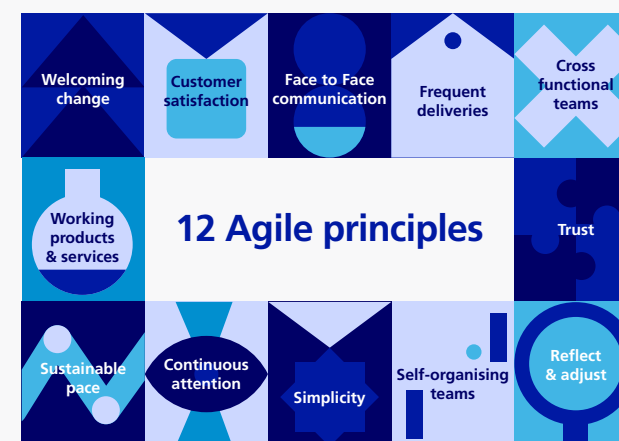 Welcoming
change
Customer
satisfaction
Face to Face
communication
Frequent
deliveries
Cross
functional
teams
Working
products
& services
12 Agile principles
Trust
Sustainable
pace
Continuous
attention
Simplicity
Self-organising
teams
Reflect
& adjust